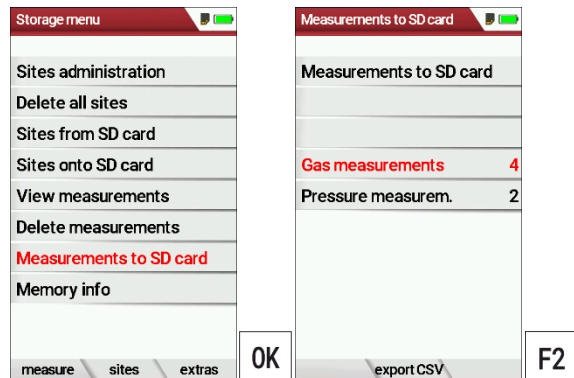 Storage menu
Sites administration
Delete all sites
Sites from SD card
Sites onto SD card
View measurements
Delete measurements
Measurements to SD card
Memory info
measure sites extras
OK
Measurements to SD card
Measurements to SD card
Gas measurements 4
Pressure measurem. 2
export CSV
F2